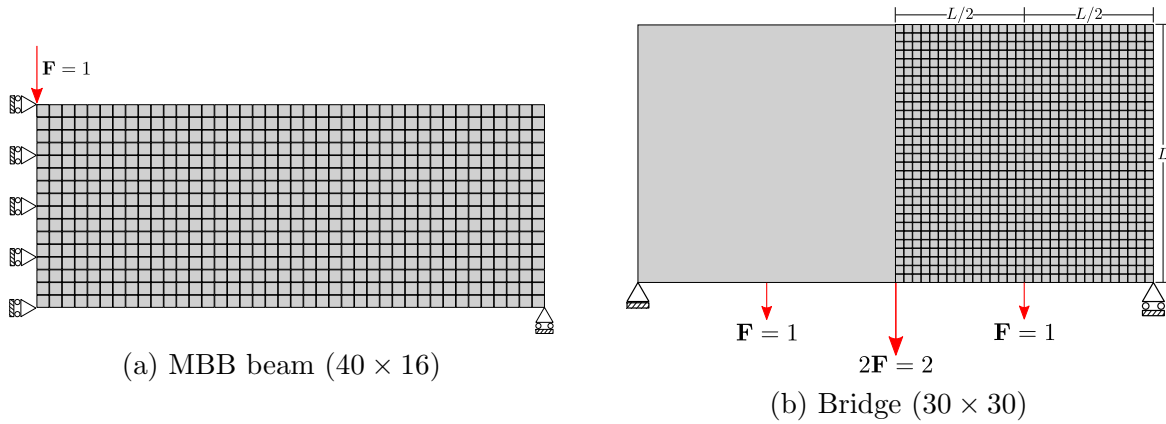 F = 1
(a) MBB beam (40 × 16)
L/2 L/2
L
F = 1 F = 1
2F = 2
(b) Bridge (30 × 30)